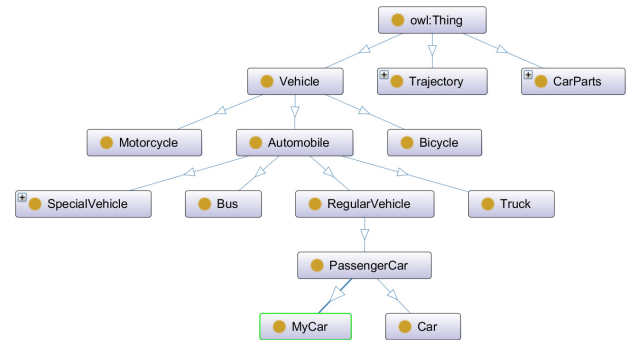 owl:Thing
Vehicle
Trajectory
CarParts
Motorcycle
Automobile
Bicycle
SpecialVehicle
Bus
RegularVehicle
Truck
PassengerCar
MyCar
Car